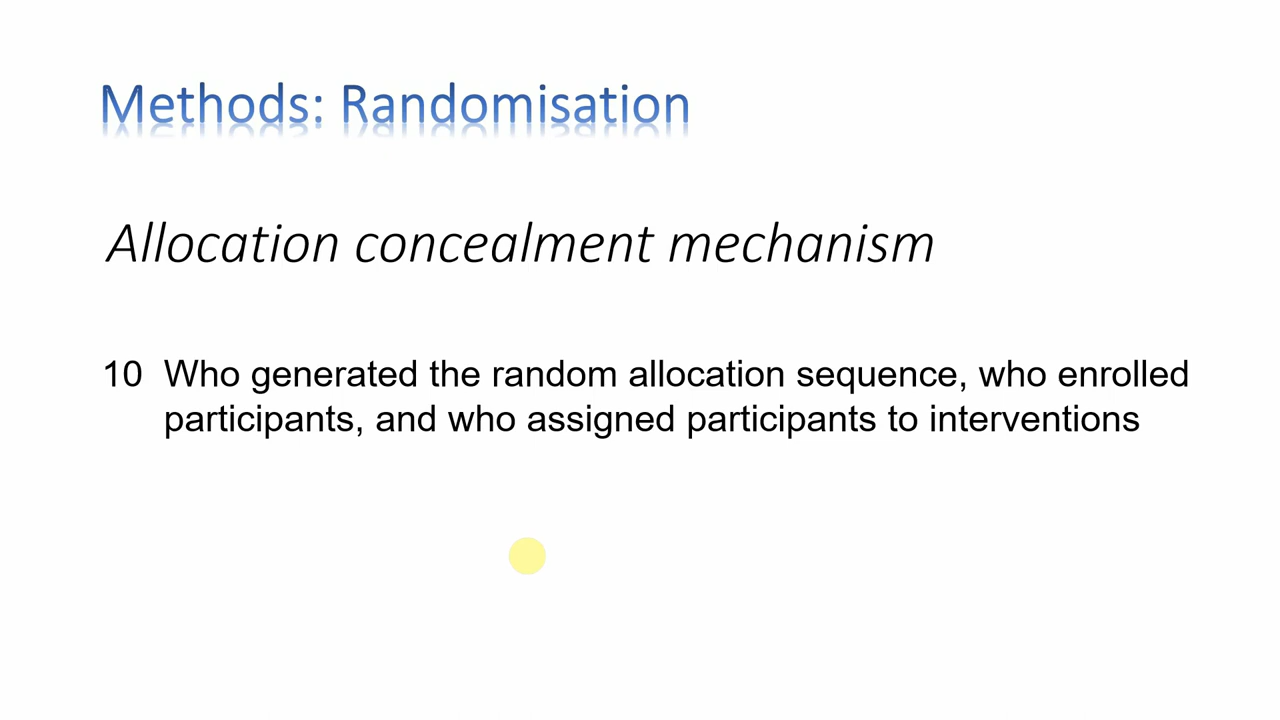 Methods: Randomisation
Allocation concealment mechanism
10 Who generated the random allocation sequence, who enrolled
participants, and who assigned participants to interventions